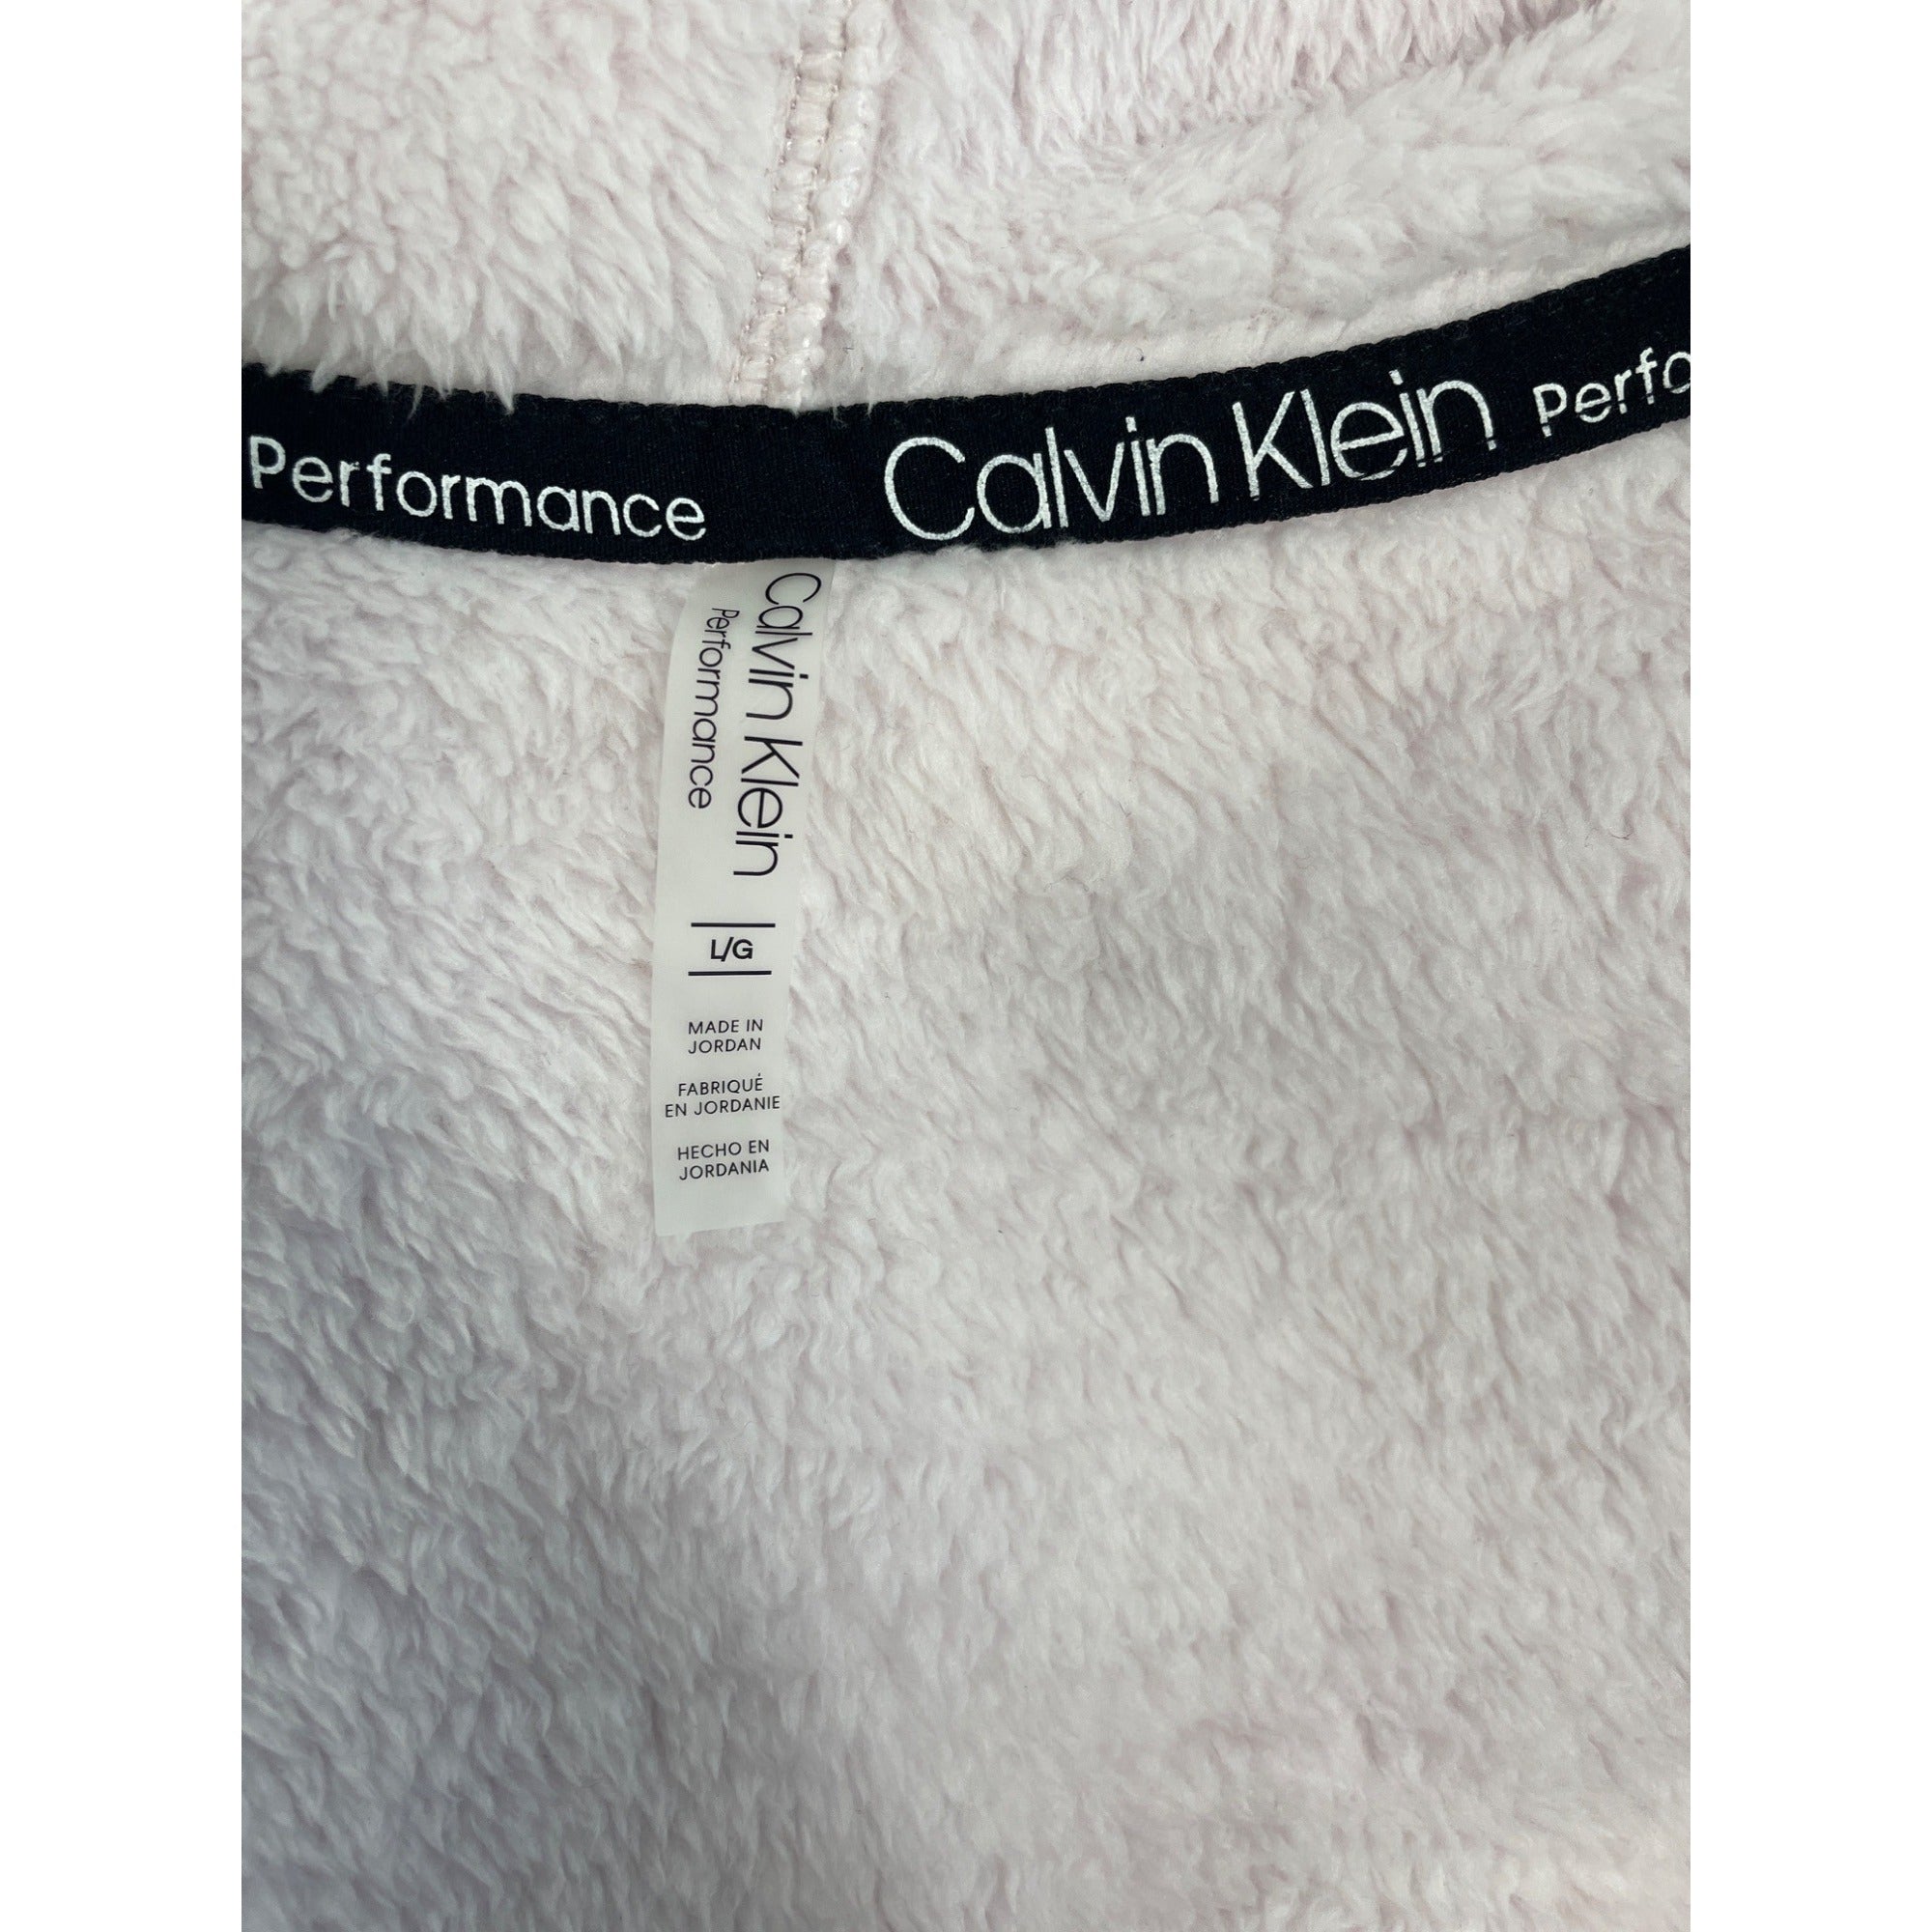 Performance Calvin Klein Perfo
Calvin Klein
Performance
L/G
MADE IN
JORDAN
FABRIQUÉ
EN JORDANIE
HECHO EN
JORDANIA